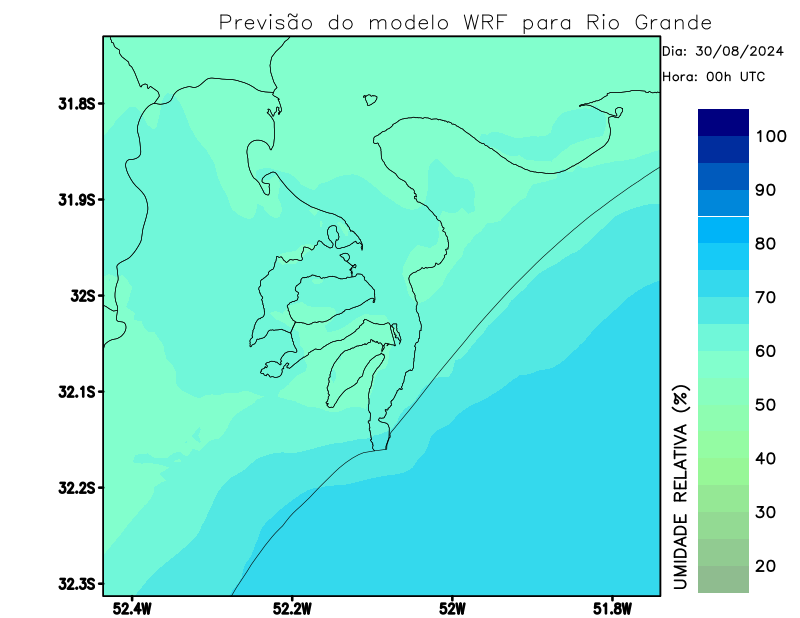 Previsão do modelo WRF para Rio Grande
Dia: 30/08/2024
Hora: 00h UTC
31.8S
31.9S
32S
32.1S
32.2S
32.3S
52.4W
52.2W
52W
51.8W
100
90
80
70
60
50
40
30
20
UMIDADE RELATIVA (%)